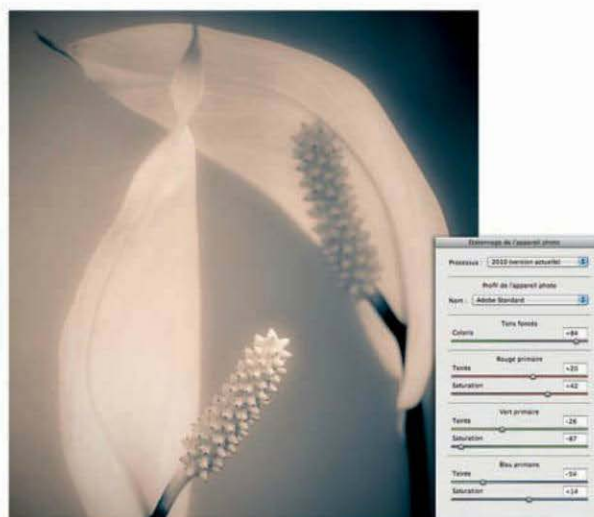 Étalonnage de l'appareil photo
Processus : 2010 (version actuelle)
Profil de l'appareil photo
Nom : Adobe Standard
Tons foncés
Coloris +84
Rouge primaire
Teinte +20
Saturation +42
Vert primaire
Teinte -26
Saturation -87
Bleu primaire
Teinte -54
Saturation +14